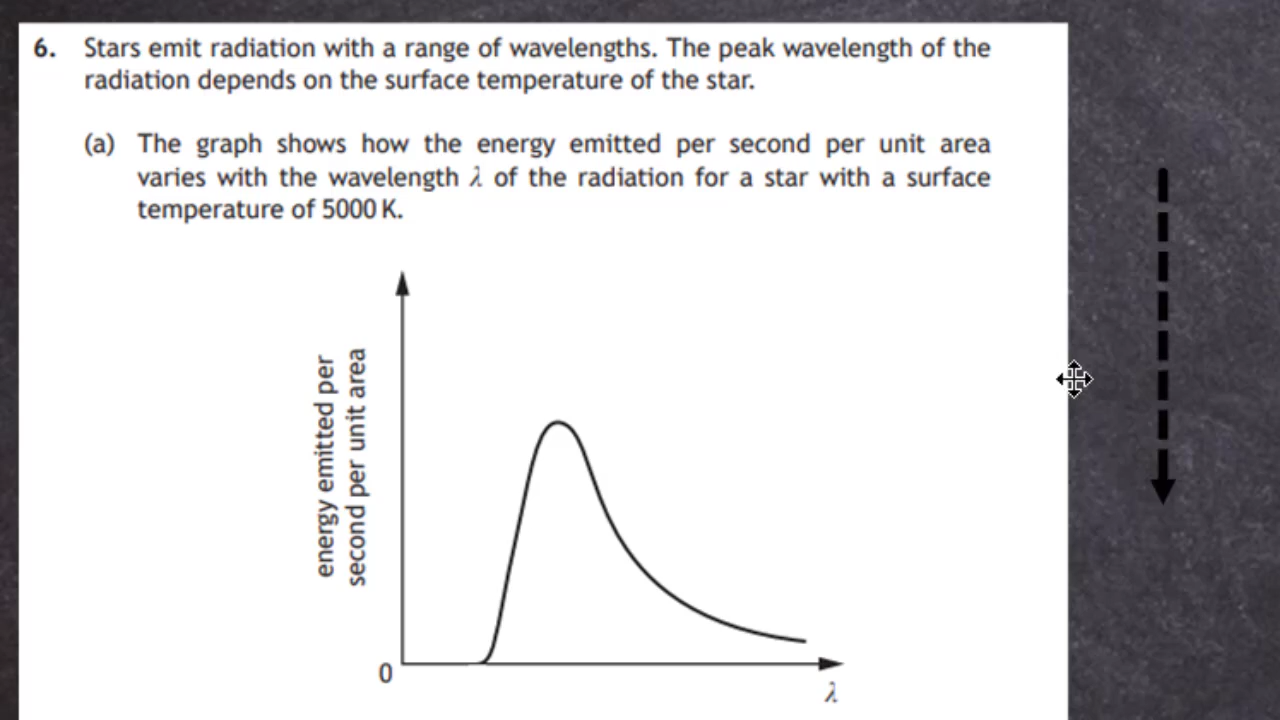 6. Stars emit radiation with a range of wavelengths. The peak wavelength of the
radiation depends on the surface temperature of the star.
(a) The graph shows how the energy emitted per second per unit area
varies with the wavelength λ of the radiation for a star with a surface
temperature of 5000 K.
energy emitted per
second per unit area
0
λ